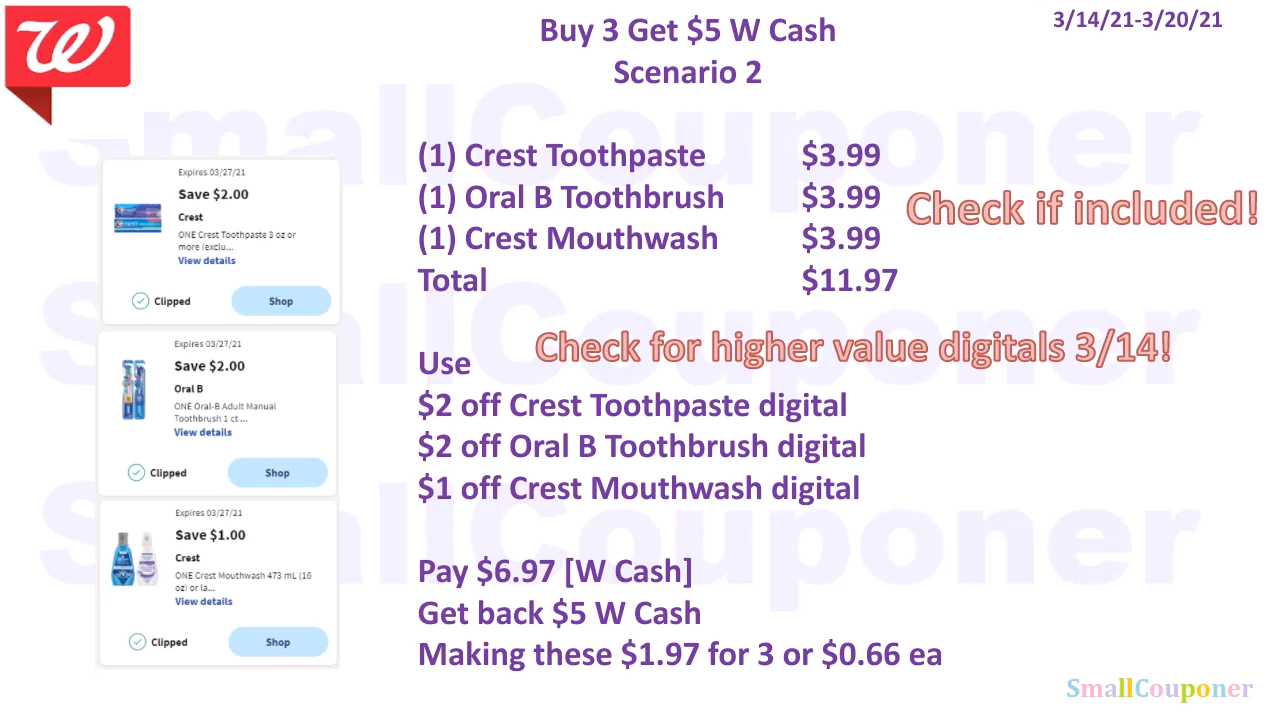 Buy 3 Get $5 W Cash
Scenario 2
3/14/21-3/20/21
(1) Crest Toothpaste $3.99
(1) Oral B Toothbrush $3.99
(1) Crest Mouthwash $3.99
Total $11.97
Check if included!
Check for higher value digitals 3/14!
Use
$2 off Crest Toothpaste digital
$2 off Oral B Toothbrush digital
$1 off Crest Mouthwash digital
Pay $6.97 [W Cash]
Get back $5 W Cash
Making these $1.97 for 3 or $0.66 ea
Expires 03/27/21
Save $2.00
Crest
ONE Crest Toothpaste 3 oz or
more (exclu...
View details
Clipped Shop
Expires 03/27/21
Save $2.00
Oral B
ONE Oral-B Adult Manual
Toothbrush 1 ct ...
View details
Clipped Shop
Expires 03/27/21
Save $1.00
Crest
ONE Crest Mouthwash 473 mL (16
oz) or la...
View details
Clipped Shop
SmallCouponer
SmallCouponer
SmallCouponer
SmallCouponer